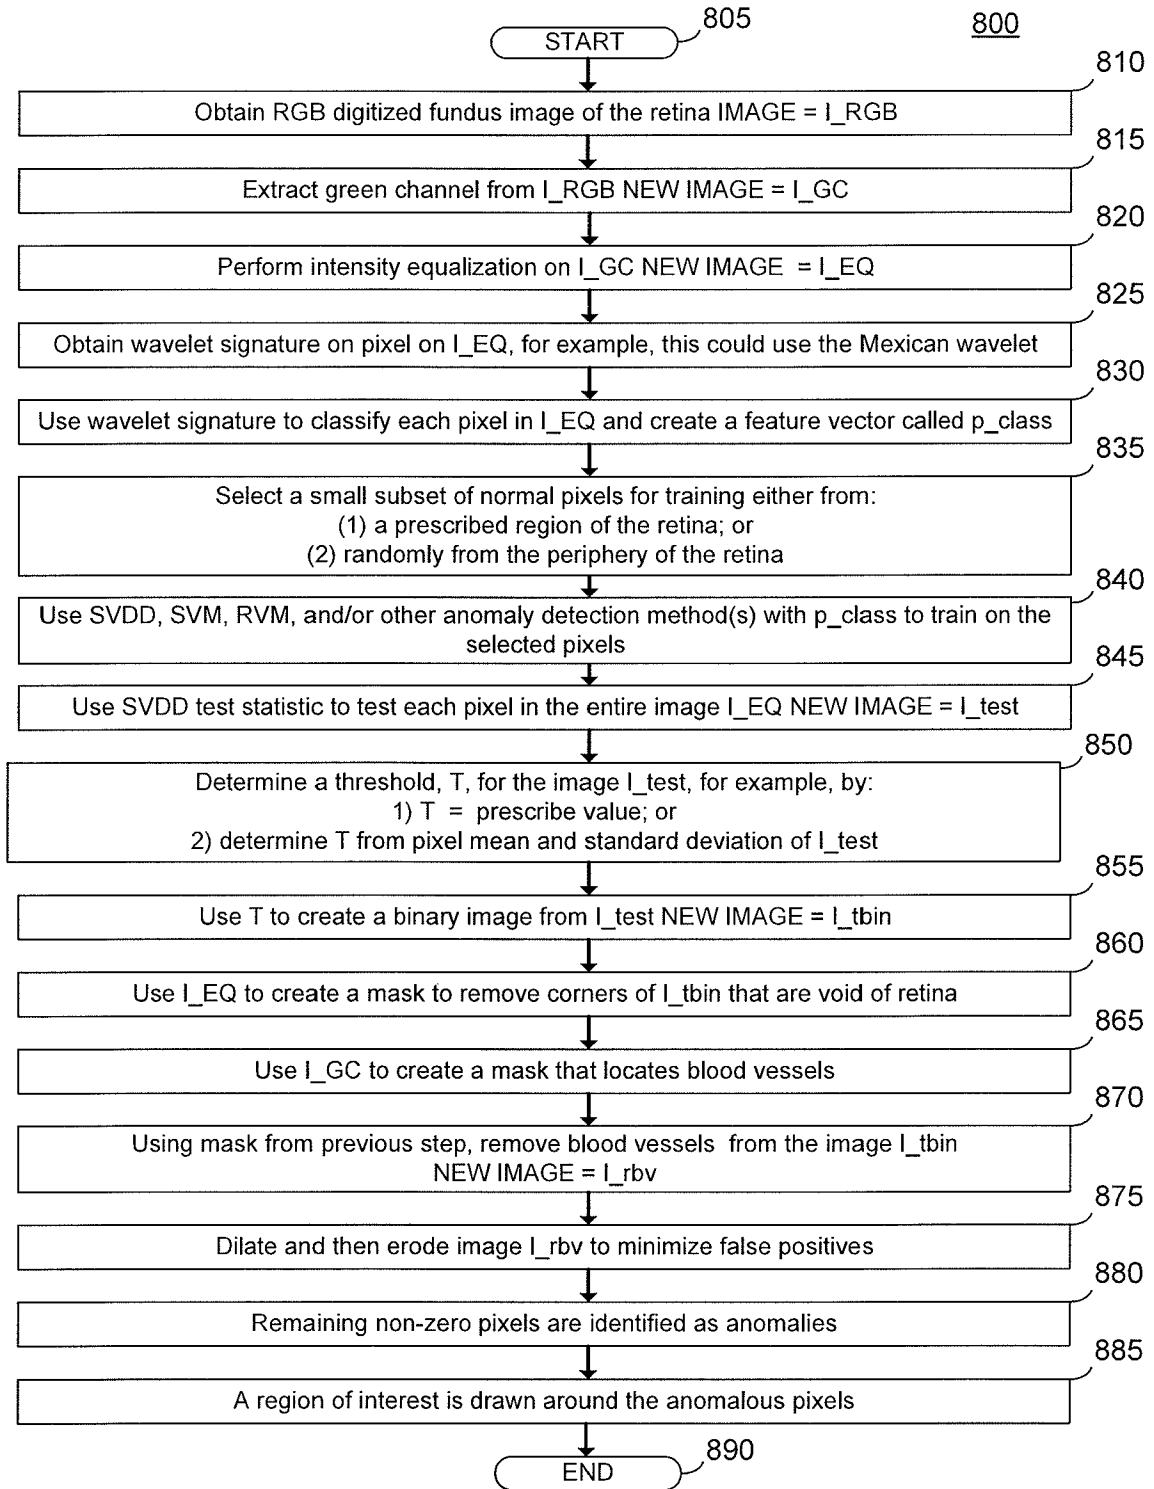 805
800
START
810
Obtain RGB digitized fundus image of the retina IMAGE = I_RGB
815
Extract green channel from I_RGB NEW IMAGE = I_GC
820
Perform intensity equalization on I_GC NEW IMAGE = I_EQ
825
Obtain wavelet signature on pixel on I_EQ, for example, this could use the Mexican wavelet
830
Use wavelet signature to classify each pixel in I_EQ and create a feature vector called p_class
835
Select a small subset of normal pixels for training either from:
(1) a prescribed region of the retina; or
(2) randomly from the periphery of the retina
840
Use SVDD, SVM, RVM, and/or other anomaly detection method(s) with p_class to train on the
selected pixels
845
Use SVDD test statistic to test each pixel in the entire image I_EQ NEW IMAGE = I_test
850
Determine a threshold, T, for the image I_test, for example, by:
1) T = prescribe value; or
2) determine T from pixel mean and standard deviation of I_test
855
Use T to create a binary image from I_test NEW IMAGE = I_tbin
860
Use I_EQ to create a mask to remove corners of I_tbin that are void of retina
865
Use I_GC to create a mask that locates blood vessels
870
Using mask from previous step, remove blood vessels from the image I_tbin
NEW IMAGE = I_rbv
875
Dilate and then erode image I_rbv to minimize false positives
880
Remaining non-zero pixels are identified as anomalies
885
A region of interest is drawn around the anomalous pixels
890
END